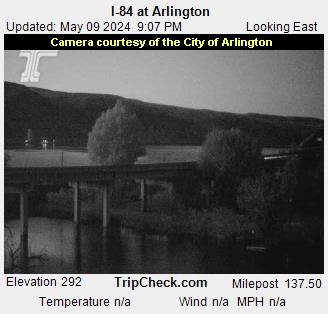 I-84 at Arlington
Updated: May 09 2024 9:07 PM Looking East
Camera courtesy of the City of Arlington
Elevation 292 TripCheck.com Milepost 137.50
Temperature n/a Wind n/a MPH n/a